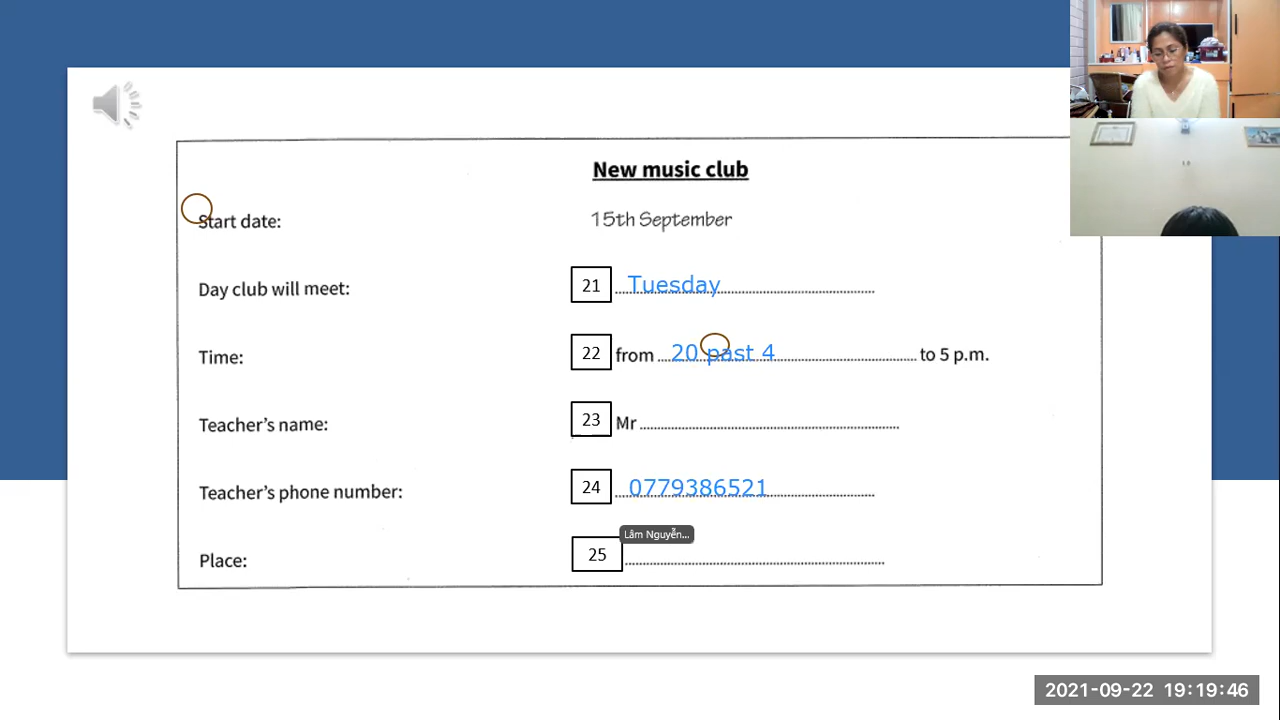 New music club
Start date: 15th September
Day club will meet: 21 Tuesday
Time: 22 from 20 past 4 to 5 p.m.
Teacher's name: 23 Mr
Teacher's phone number: 24 0779386521
Lâm Nguyễn...
Place: 25
2021-09-22 19:19:46